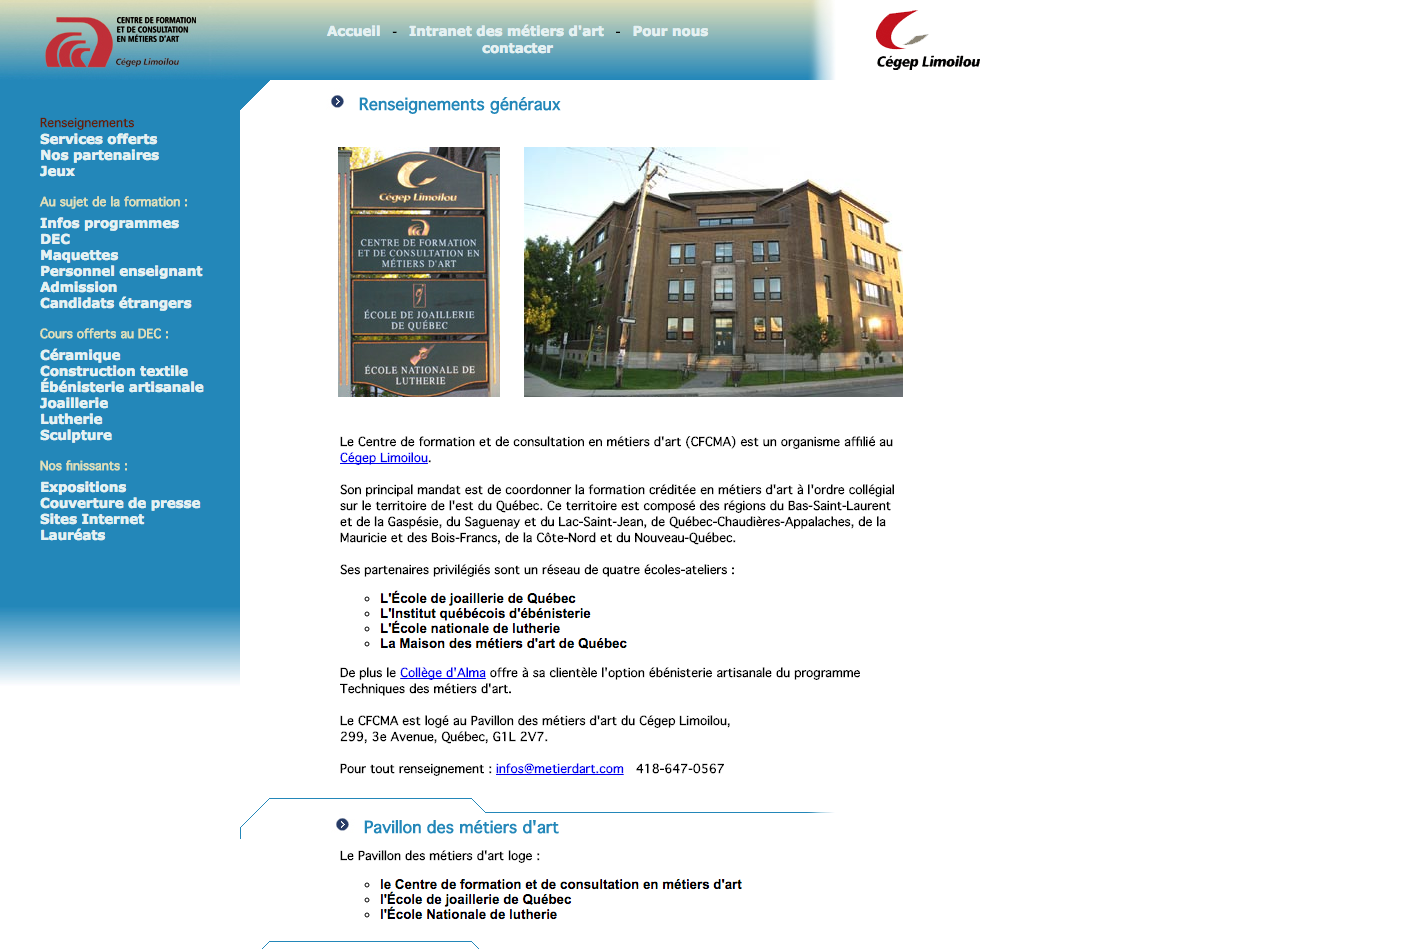 CENTRE DE FORMATION
ET DE CONSULTATION
EN MÉTIERS D'ART
Cégep Limoilou
Accueil - Intranet des métiers d'art - Pour nous
contacter
Cégep Limoilou
Renseignements
Services offerts
Nos partenaires
Jeux
Au sujet de la formation :
Infos programmes
DEC
Maquettes
Personnel enseignant
Admission
Candidats étrangers
Cours offerts au DEC :
Céramique
Construction textile
Ébénisterie artisanale
Joaillerie
Lutherie
Sculpture
Nos finissants :
Expositions
Couverture de presse
Sites Internet
Lauréats
Renseignements généraux
Cégep Limoilou
CENTRE DE FORMATION
ET DE CONSULTATION EN
MÉTIERS D'ART
ÉCOLE DE JOAILLERIE
DE QUÉBEC
ÉCOLE NATIONALE DE
LUTHERIE
Le Centre de formation et de consultation en métiers d'art (CFCMA) est un organisme affilié au
Cégep Limoilou.
Son principal mandat est de coordonner la formation créditée en métiers d'art à l'ordre collégial
sur le territoire de l'est du Québec. Ce territoire est composé des régions du Bas-Saint-Laurent
et de la Gaspésie, du Saguenay et du Lac-Saint-Jean, de Québec-Chaudières-Appalaches, de la
Mauricie et des Bois-Francs, de la Côte-Nord et du Nouveau-Québec.
Ses partenaires privilégiés sont un réseau de quatre écoles-ateliers :
L'École de joaillerie de Québec
L'Institut québécois d'ébénisterie
L'École nationale de lutherie
La Maison des métiers d'art de Québec
De plus le Collège d'Alma offre à sa clientèle l'option ébénisterie artisanale du programme
Techniques des métiers d'art.
Le CFCMA est logé au Pavillon des métiers d'art du Cégep Limoilou,
299, 3e Avenue, Québec, G1L 2V7.
Pour tout renseignement : infos@metierdart.com 418-647-0567
Pavillon des métiers d'art
Le Pavillon des métiers d'art loge :
le Centre de formation et de consultation en métiers d'art
l'École de joaillerie de Québec
l'École Nationale de lutherie